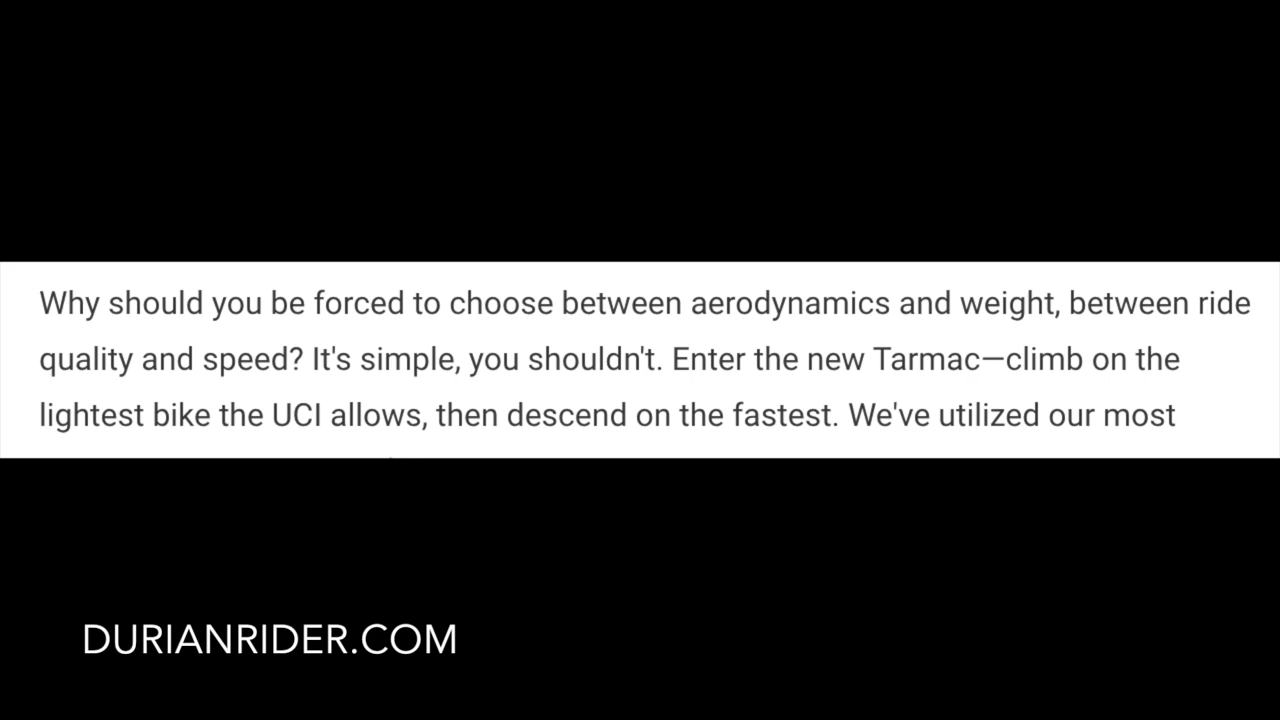 Why should you be forced to choose between aerodynamics and weight, between ride
quality and speed? It's simple, you shouldn't. Enter the new Tarmac—climb on the
lightest bike the UCI allows, then descend on the fastest. We've utilized our most
DURIANRIDER.COM